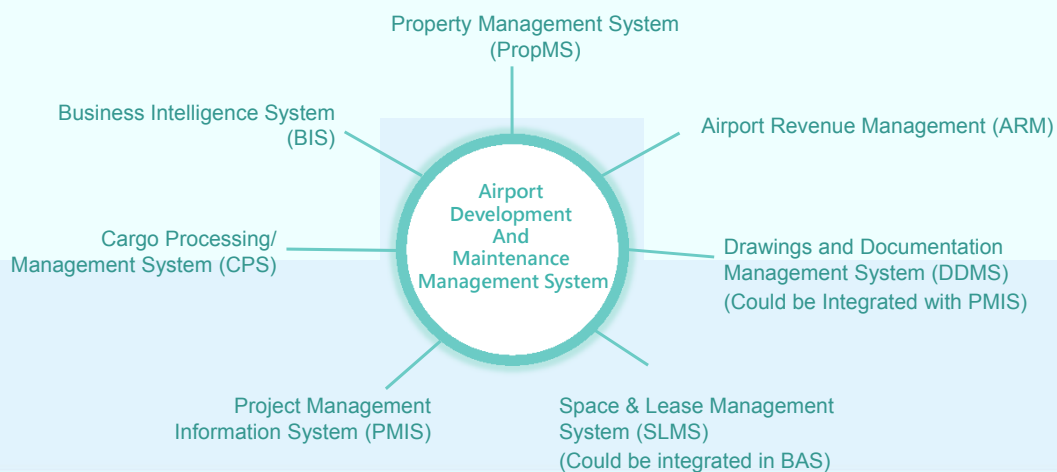 Property Management System
(PropMS)
Business Intelligence System
(BIS)
Airport Revenue Management (ARM)
Airport
Development
And
Maintenance
Management System
Cargo Processing/
Management System (CPS)
Drawings and Documentation
Management System (DDMS)
(Could be Integrated with PMIS)
Project Management
Information System (PMIS)
Space & Lease Management
System (SLMS)
(Could be integrated in BAS)